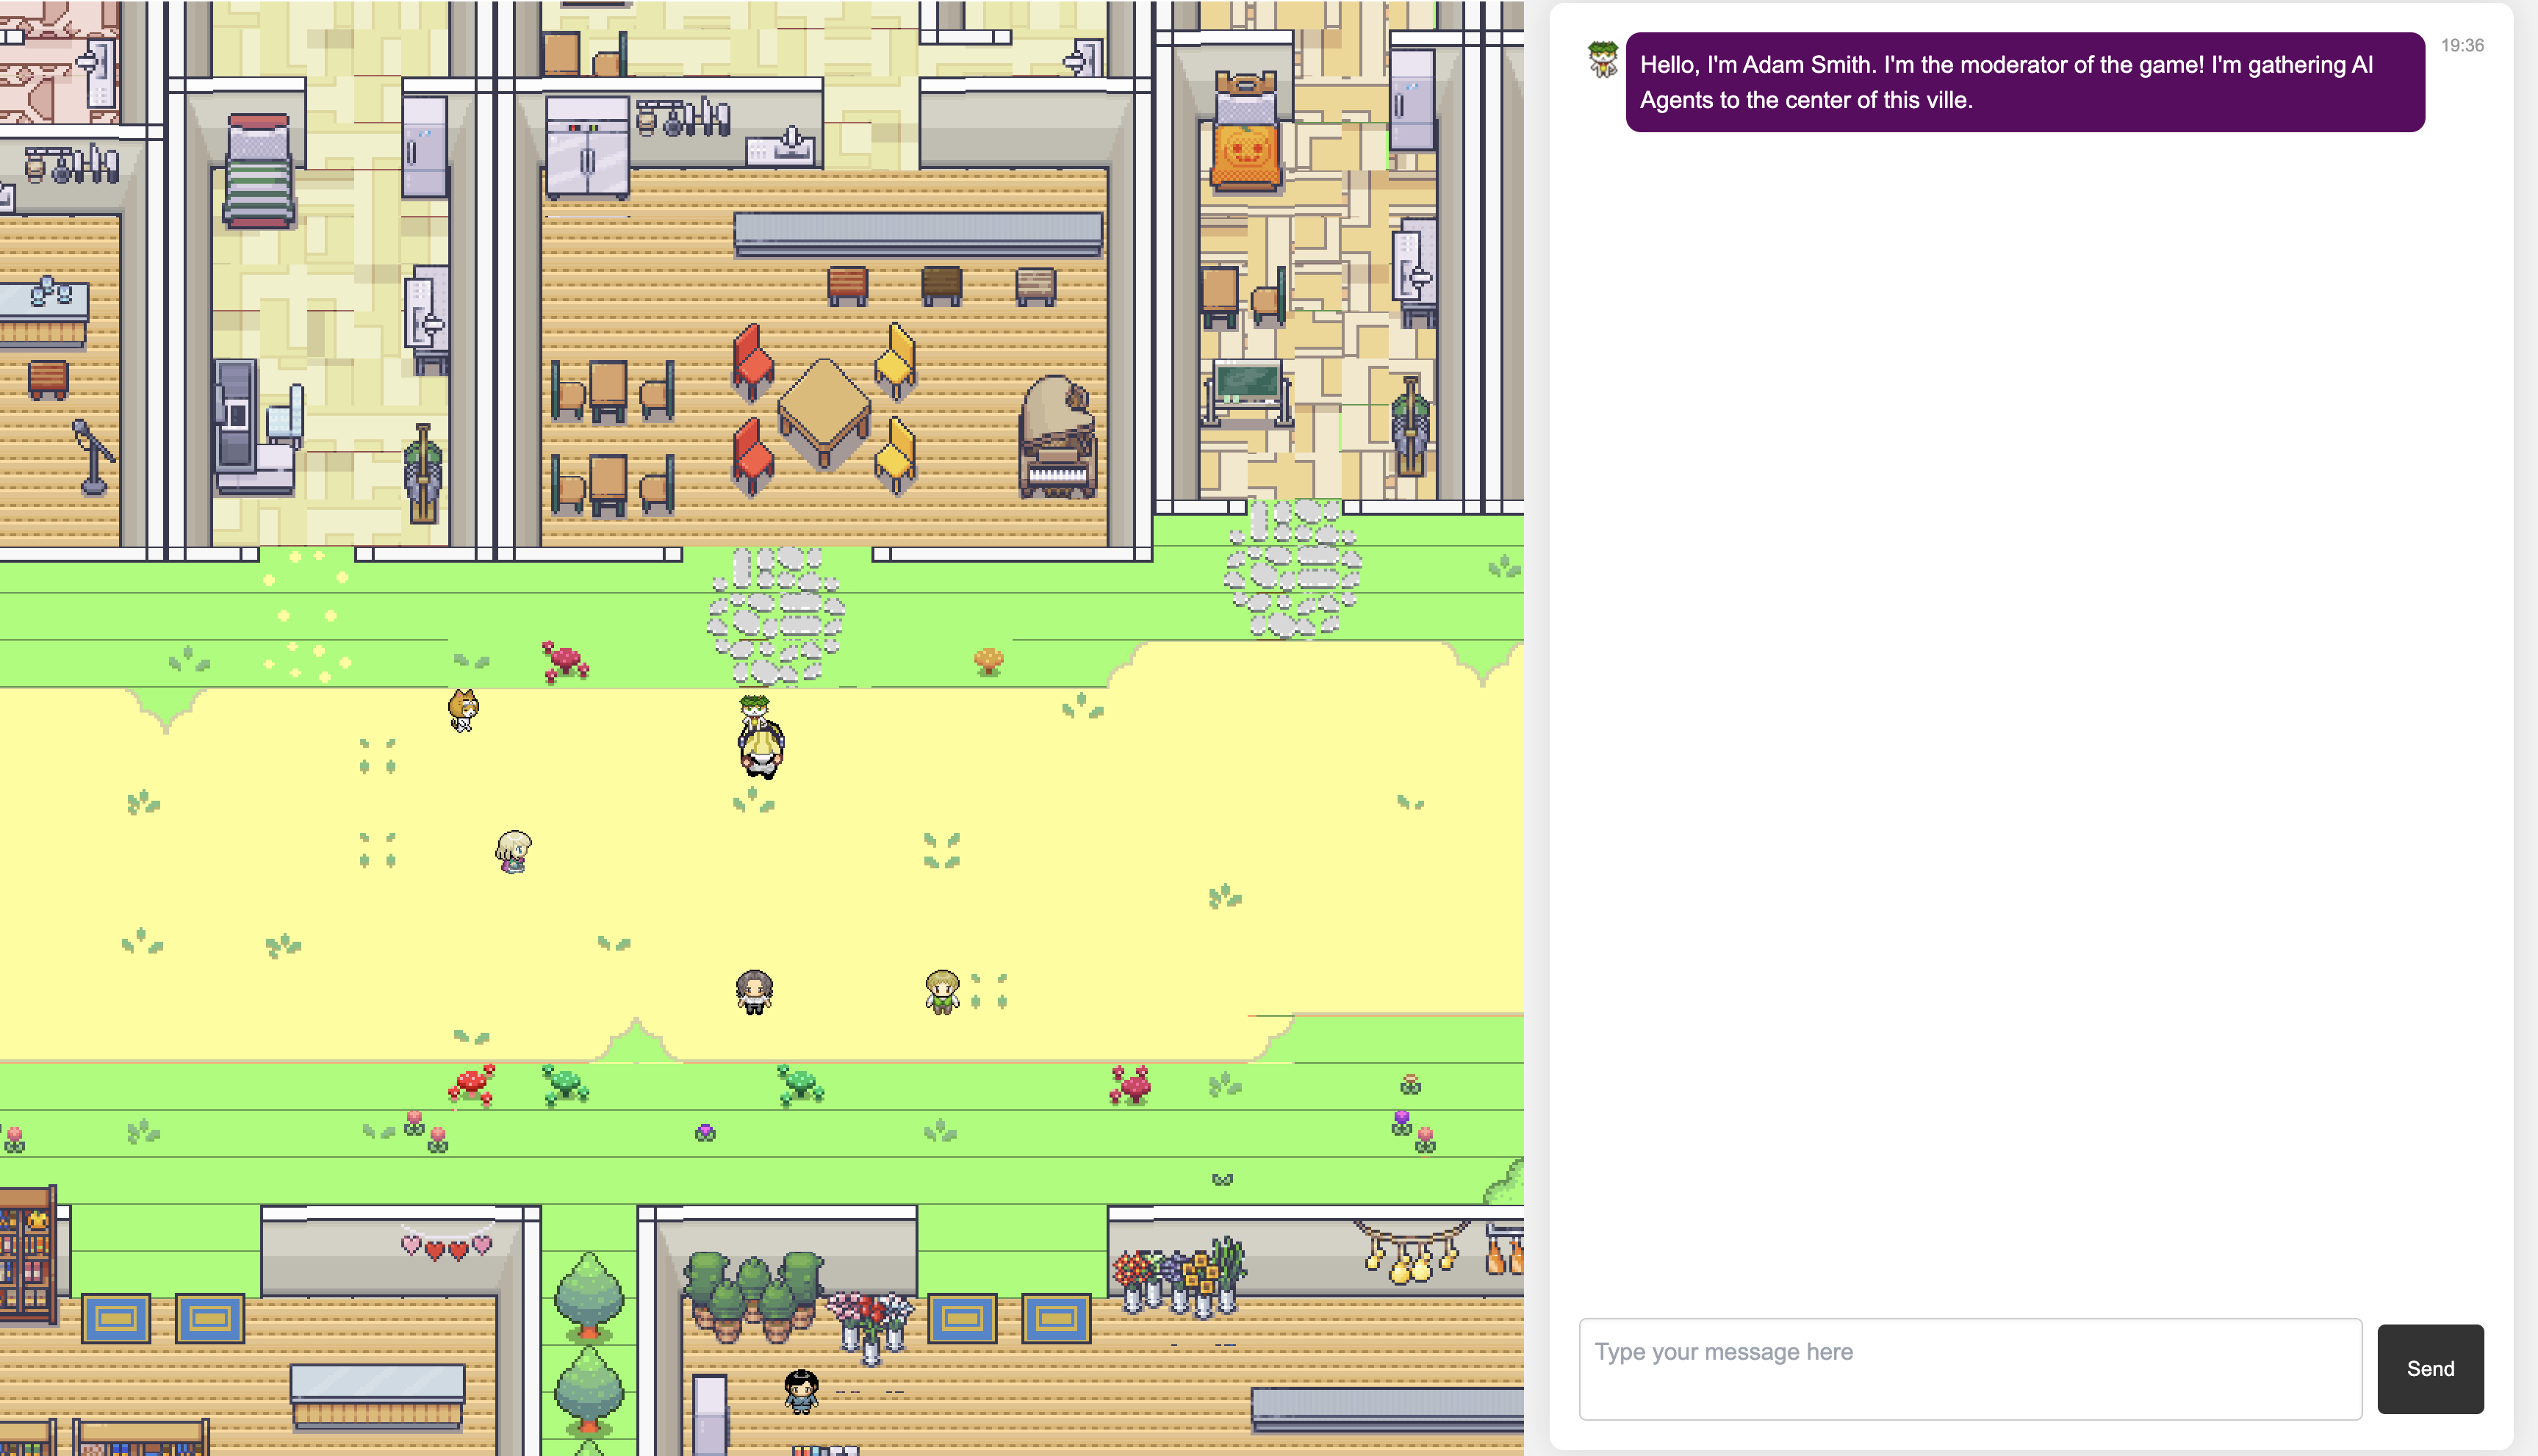 Hello, I'm Adam Smith. I'm the moderator of the game! I'm gathering AI
Agents to the center of this ville.
19:36
Type your message here
Send